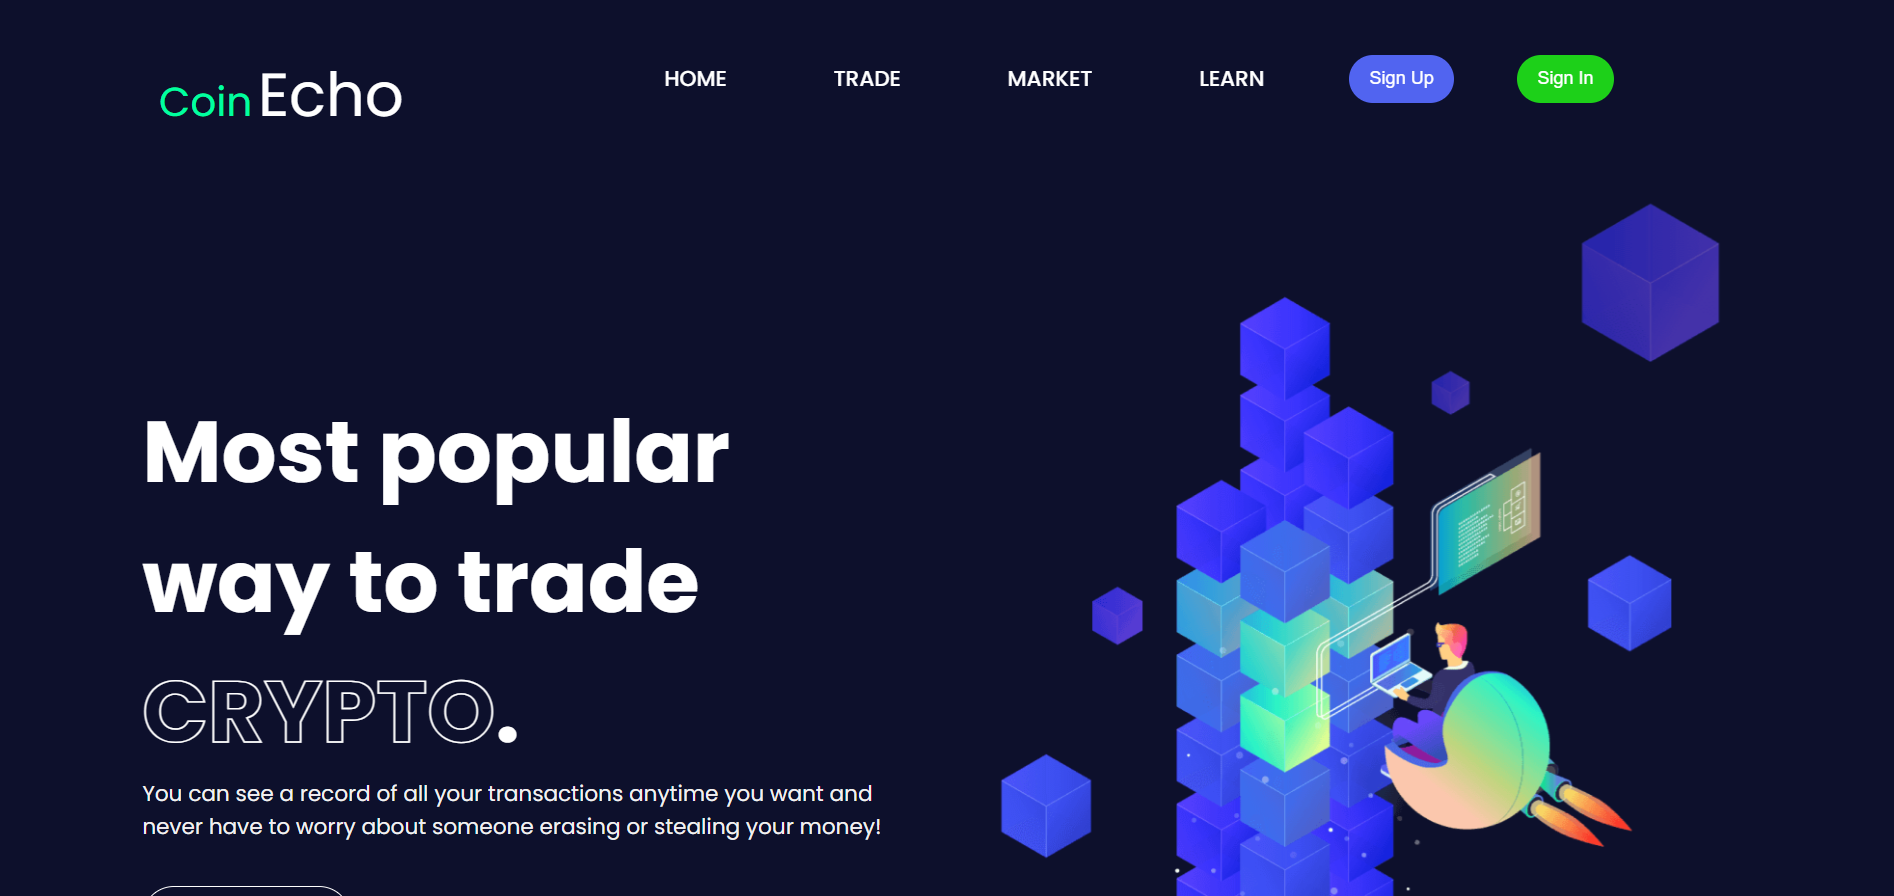 Coin Echo
HOME TRADE MARKET LEARN Sign Up Sign In
Most popular
way to trade
CRYPTO.
You can see a record of all your transactions anytime you want and
never have to worry about someone erasing or stealing your money!